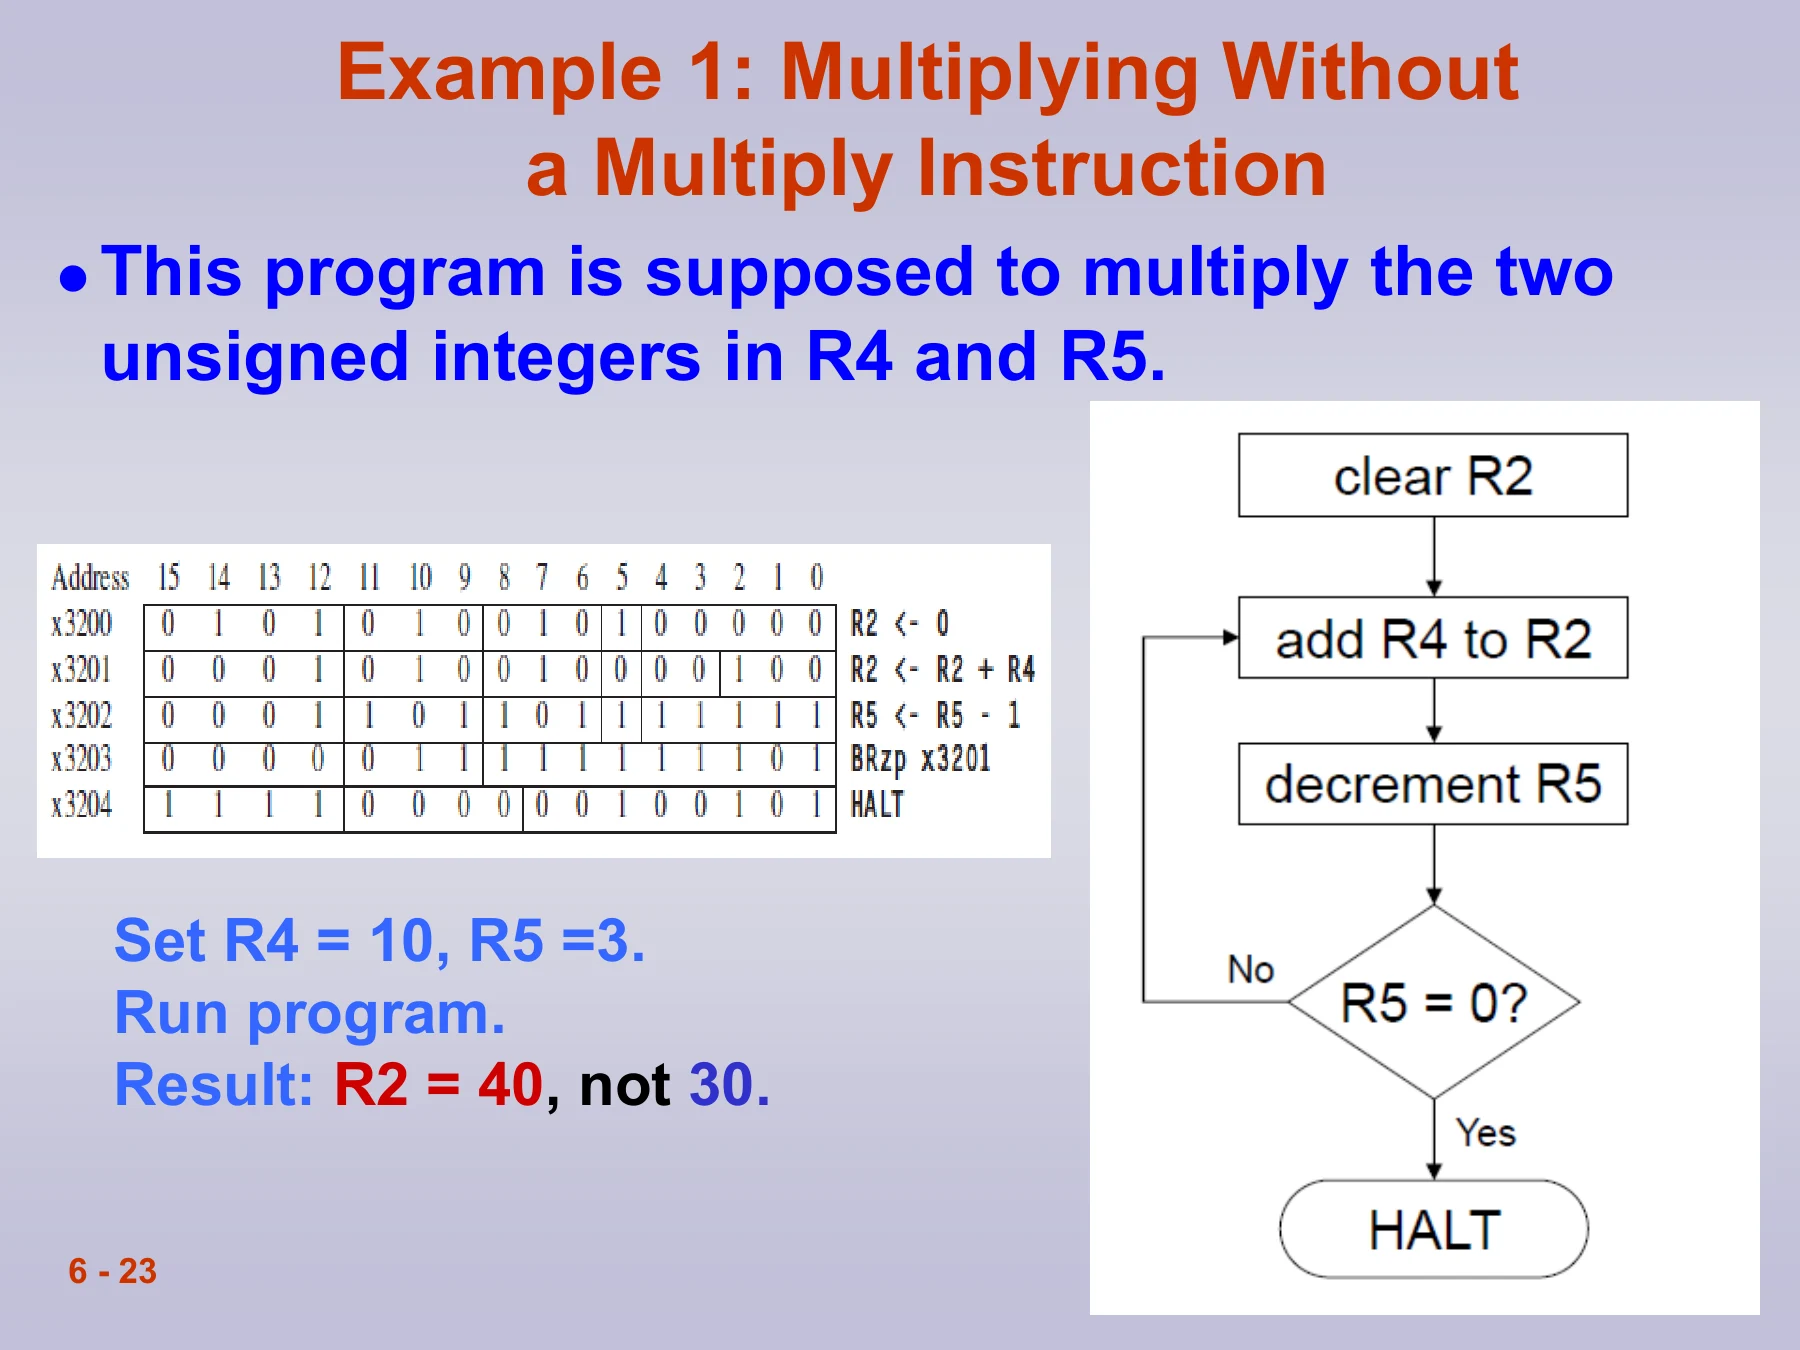 Example 1: Multiplying Without
a Multiply Instruction
● This program is supposed to multiply the two
unsigned integers in R4 and R5.
Address 15 14 13 12 11 10 9 8 7 6 5 4 3 2 1 0
x3200 0 1 0 1 0 1 0 0 1 0 1 0 0 0 0 0 R2 <- 0
x3201 0 0 0 1 0 1 0 0 1 0 0 0 0 1 0 0 R2 <- R2 + R4
x3202 0 0 0 1 1 0 1 1 0 1 1 1 1 1 1 1 R5 <- R5 - 1
x3203 0 0 0 0 0 1 1 1 1 1 1 1 1 1 0 1 BRzp x3201
x3204 1 1 1 1 0 0 0 0 0 0 1 0 0 1 0 1 HALT
Set R4 = 10, R5 =3.
Run program.
Result: R2 = 40, not 30.
clear R2
add R4 to R2
decrement R5
No
R5 = 0?
Yes
HALT
6 - 23